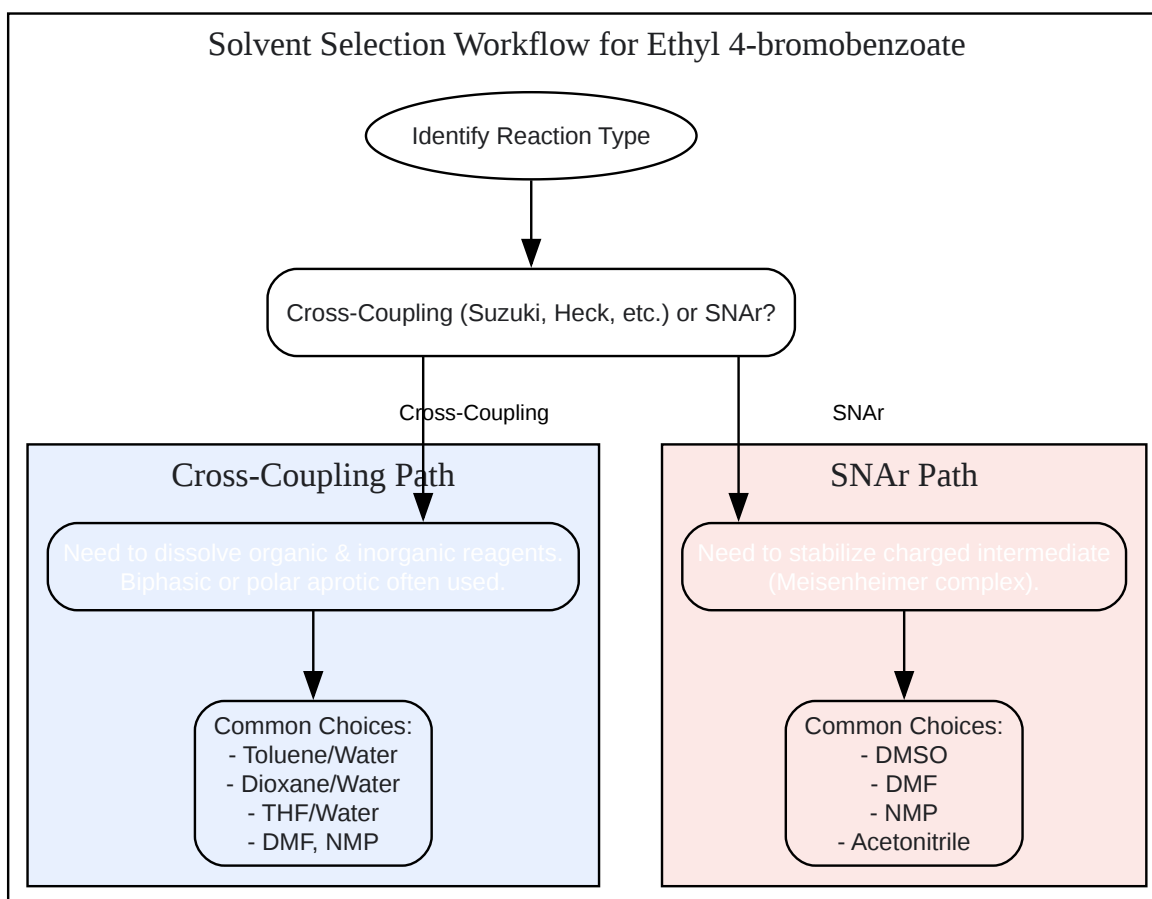 Solvent Selection Workflow for Ethyl 4-bromobenzoate
Identify Reaction Type
Cross-Coupling (Suzuki, Heck, etc.) or SNAr?
Cross-Coupling
SNAr
Cross-Coupling Path
Need to dissolve organic & inorganic reagents.
Biphasic or polar aprotic often used.
Common Choices:
- Toluene/Water
- Dioxane/Water
- THF/Water
- DMF, NMP
SNAr Path
Need to stabilize charged intermediate
(Meisenheimer complex).
Common Choices:
- DMSO
- DMF
- NMP
- Acetonitrile